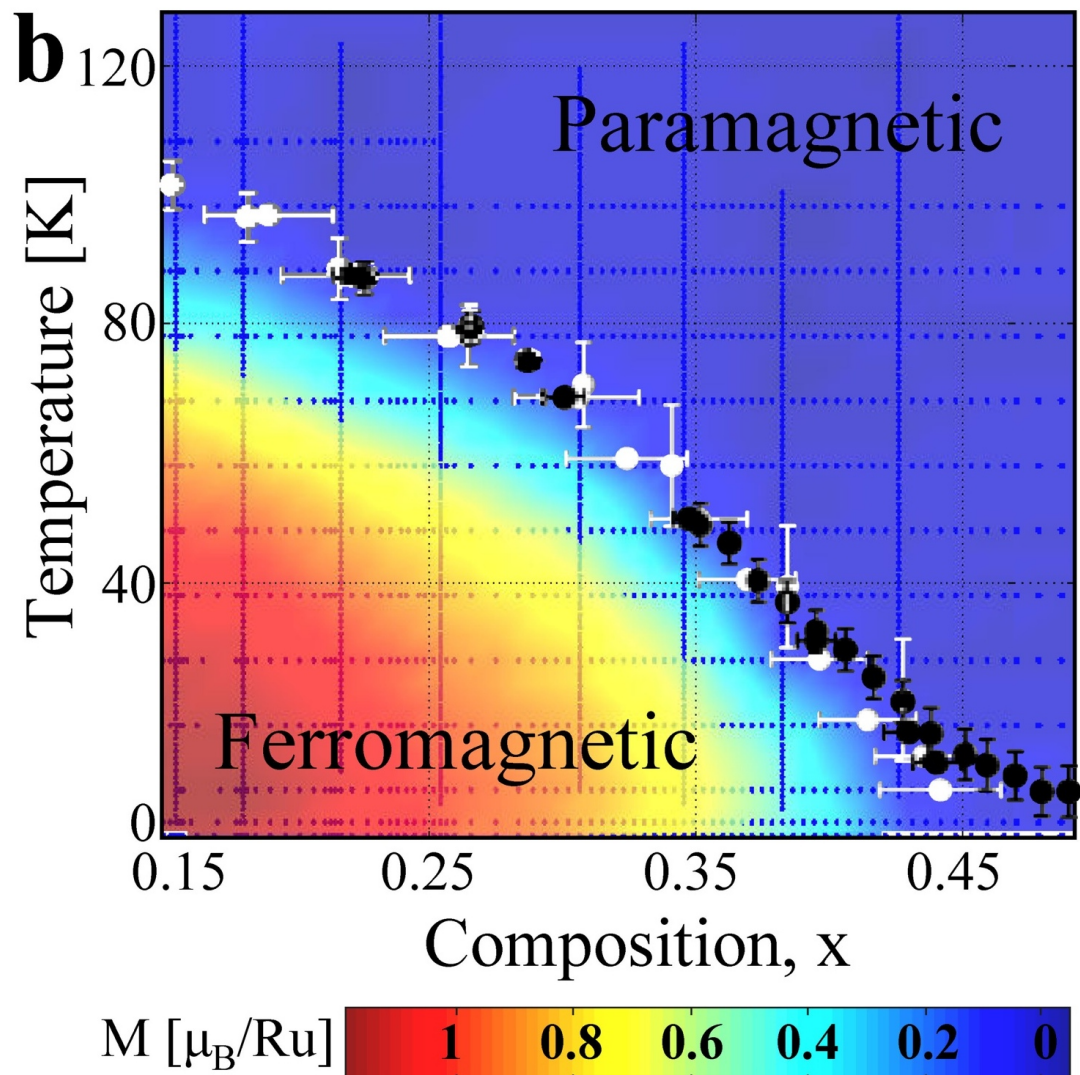 b
120
Paramagnetic
80
Temperature [K]
40
Ferromagnetic
0
0.15 0.25 0.35 0.45
Composition, x
M [μB/Ru] 1 0.8 0.6 0.4 0.2 0